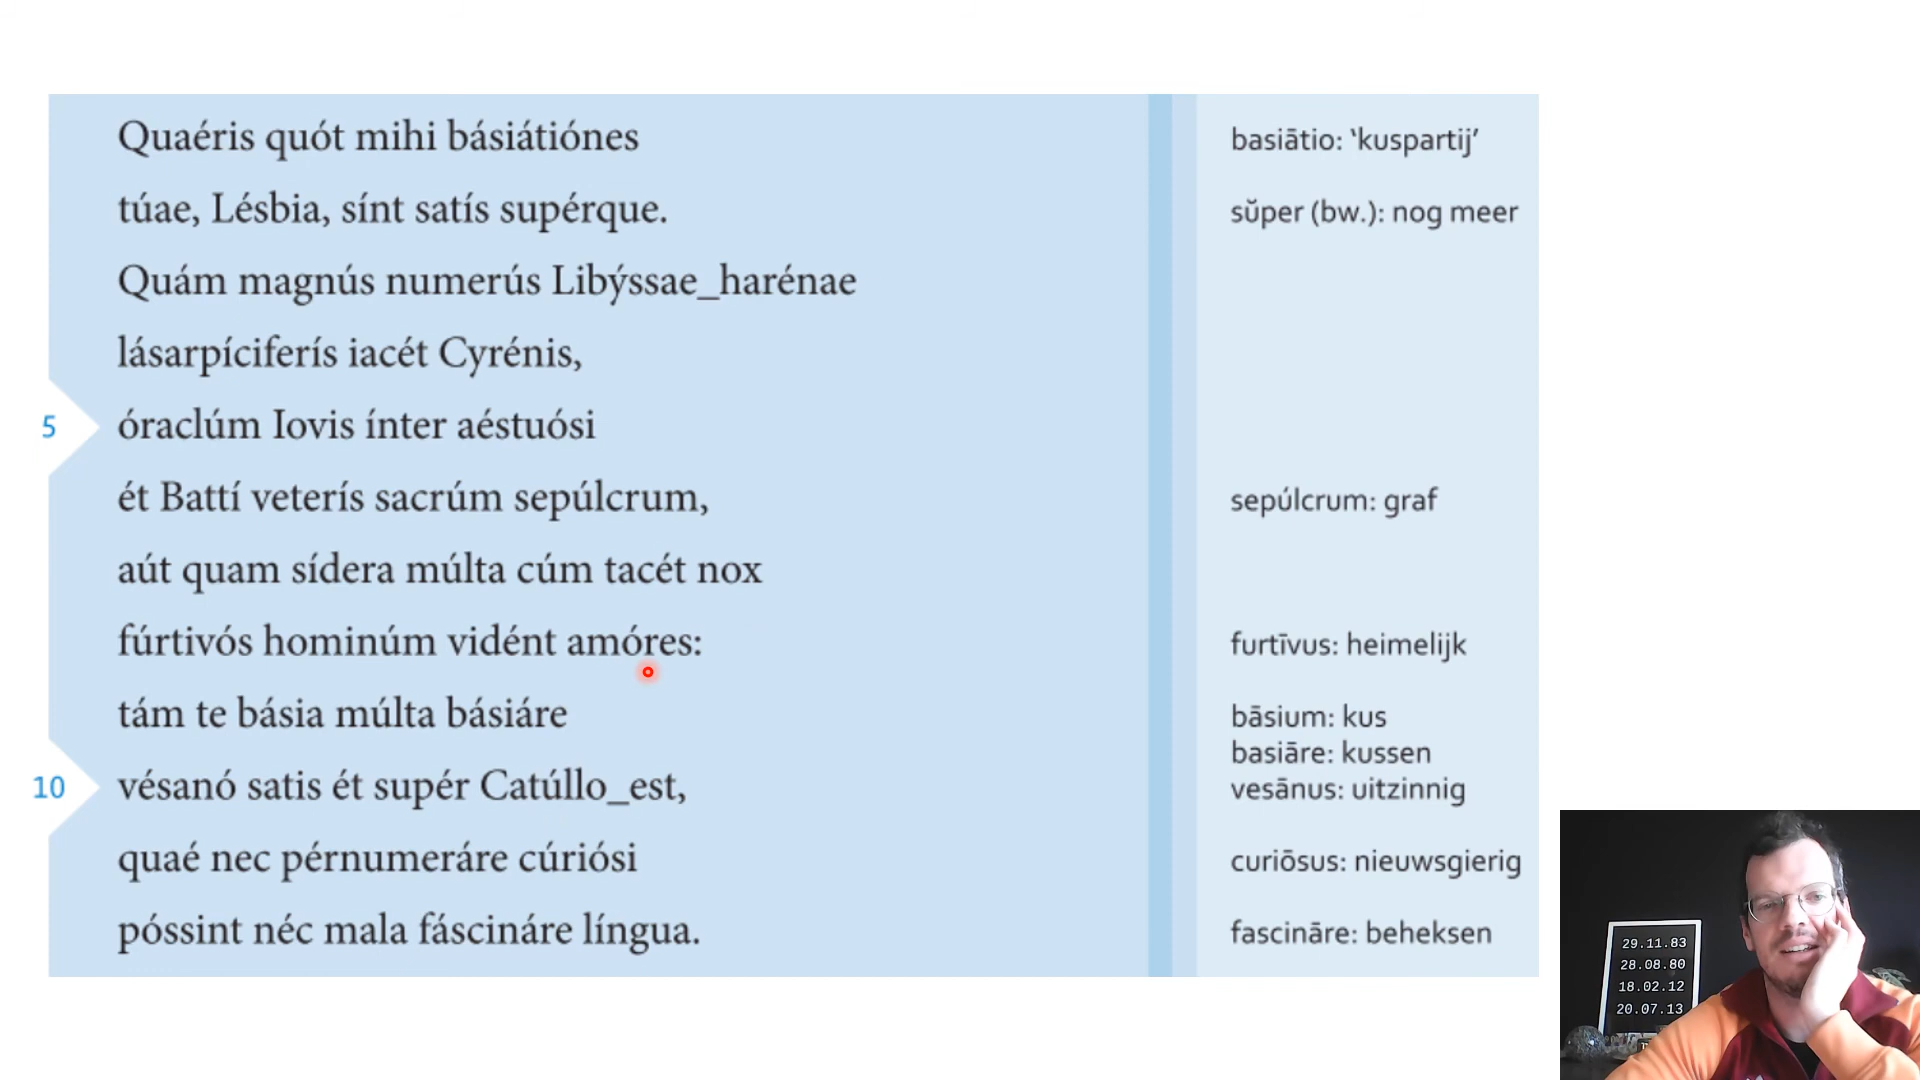 Quaéris quót mihi básiátiónes
túae, Lésbia, sínt satís supérque.
Quám magnús numerús Libýssae_harénae
lásarpíciferís iacét Cyrénis,
5 óraclúm Iovis ínter aéstuósi
ét Battí veterís sacrúm sepúlcrum,
aút quam sídera múlta cúm tacét nox
fúrtivós hominúm vidént amóres:
tám te básia múlta básiáre
10 vésanó satis ét supér Catúllo_est,
quaé nec pérnumeráre cúriósi
póssint néc mala fáscináre língua.
basiātio: ‘kuspartij’
sŭper (bw.): nog meer
sepúlcrum: graf
furtīvus: heimelijk
bāsium: kus
basiāre: kussen
vesānus: uitzinnig
curiōsus: nieuwsgierig
fascināre: beheksen
29.11.83
28.08.80
18.02.12
20.07.13